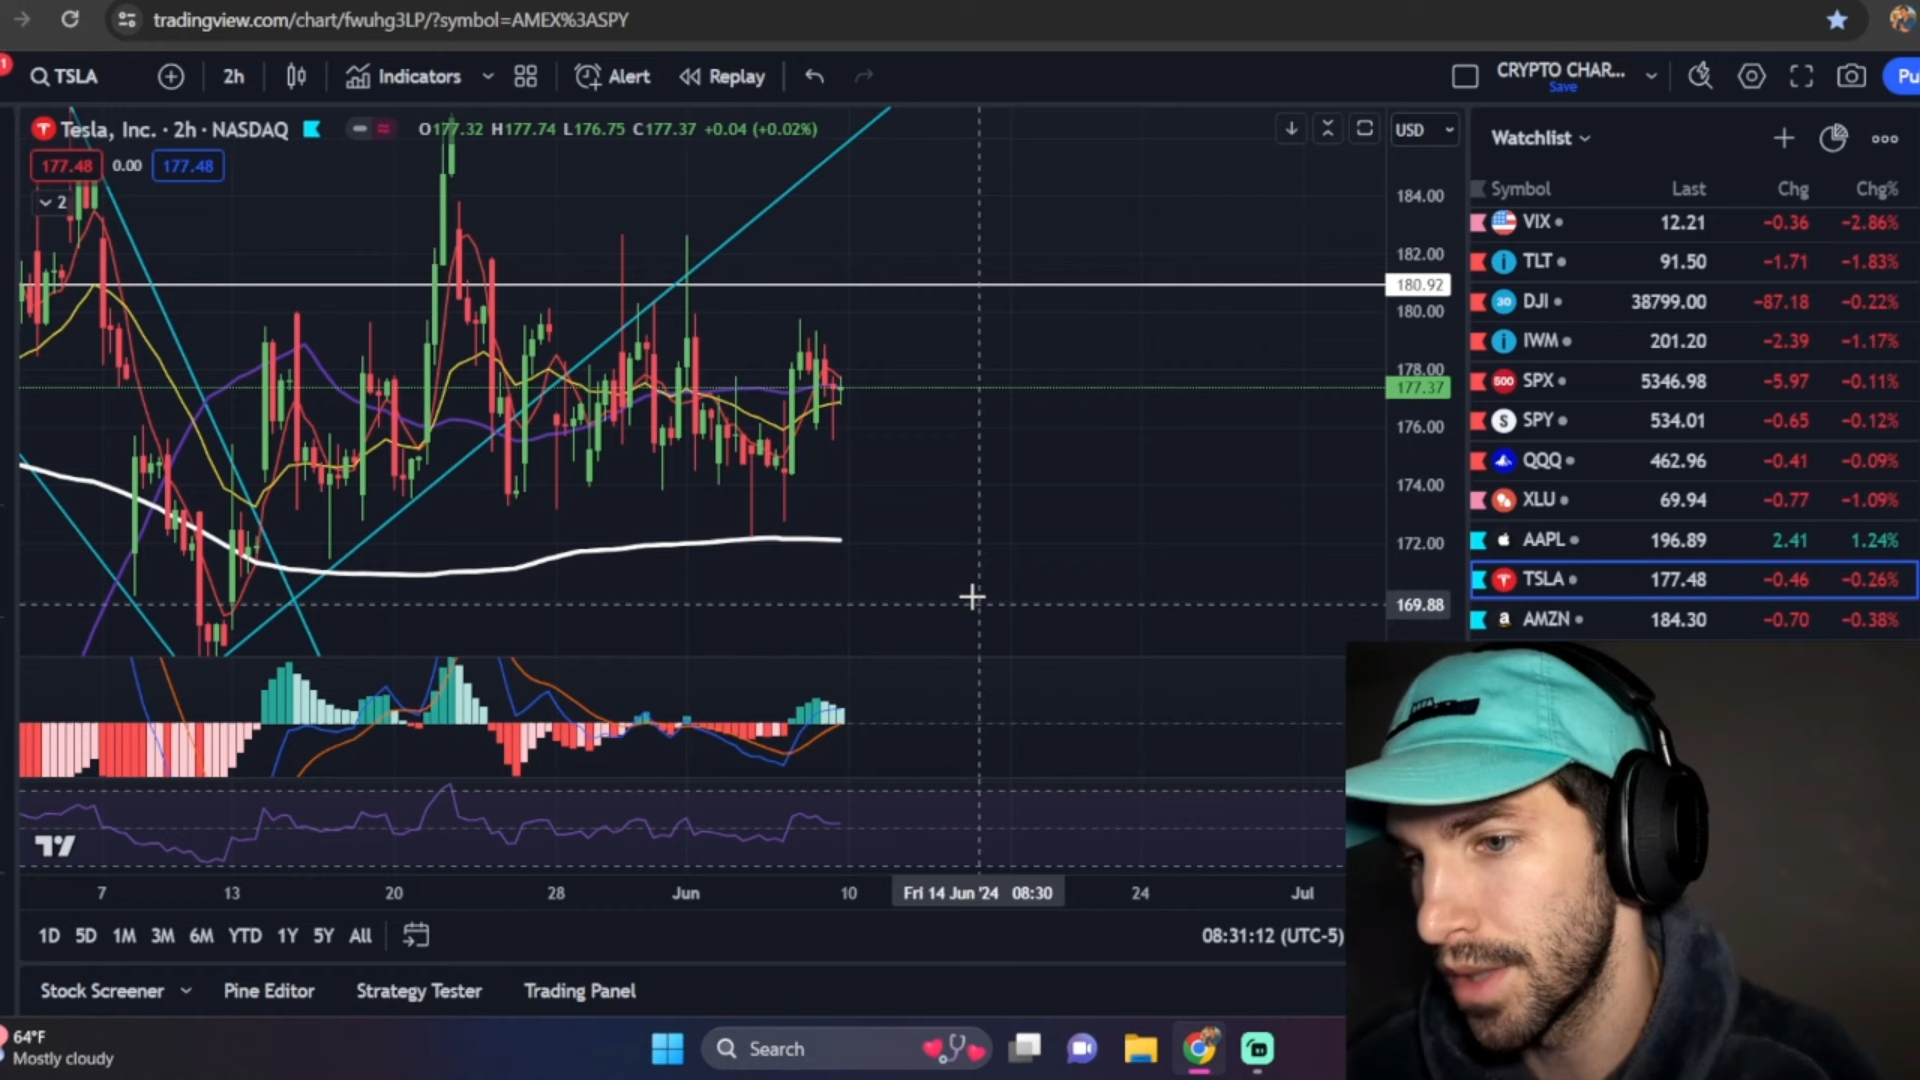 tradingview.com/chart/fwuhg3LP/?symbol=AMEX%3ASPY
1
TSLA 2h Indicators Alert Replay CRYPTO CHAR... Save Pu
Tesla, Inc. · 2h · NASDAQ O177.32 H177.74 L176.75 C177.37 +0.04 (+0.02%) USD
177.48 0.00 177.48
2
184.00
182.00
180.92
180.00
178.00
177.37
176.00
174.00
172.00
169.88
7 13 20 28 Jun 10 Fri 14 Jun '24 08:30 24 Jul
1D 5D 1M 3M 6M YTD 1Y 5Y All 08:31:12 (UTC-5)
Stock Screener Pine Editor Strategy Tester Trading Panel
Watchlist
Symbol Last Chg Chg%
VIX 12.21 −0.36 −2.86%
TLT 91.50 −1.71 −1.83%
30 DJI 38799.00 −87.18 −0.22%
IWM 201.20 −2.39 −1.17%
500 SPX 5346.98 −5.97 −0.11%
S SPY 534.01 −0.65 −0.12%
QQQ 462.96 −0.41 −0.09%
XLU 69.94 −0.77 −1.09%
AAPL 196.89 2.41 1.24%
TSLA 177.48 −0.46 −0.26%
a AMZN 184.30 −0.70 −0.38%
64°F
Mostly cloudy
Search